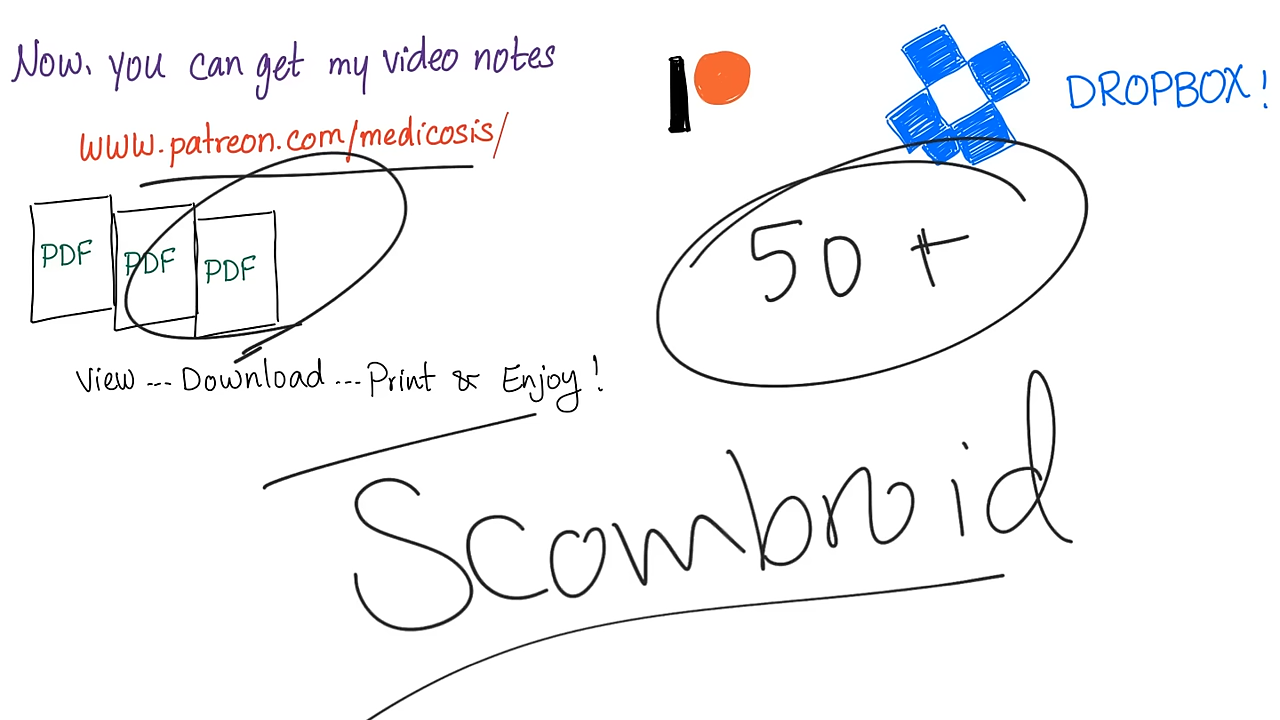 Now, you can get my video notes
www.patreon.com/medicosis/
DROPBOX!
PDF PDF PDF
50+
View --- Download --- Print & Enjoy!
Scombroid